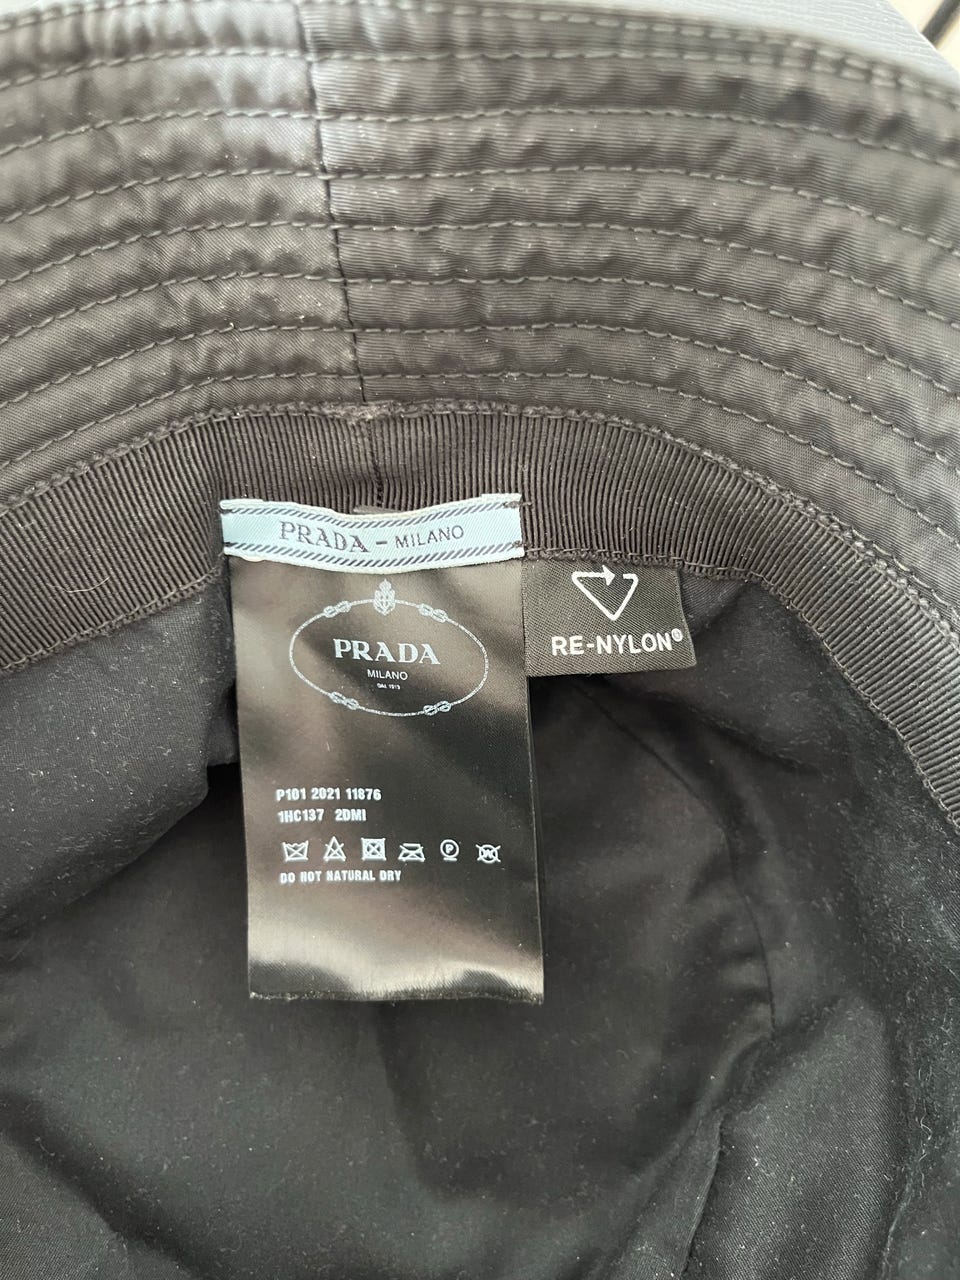 PRADA - MILANO
RE-NYLON®
PRADA
MILANO
DAL 1913
P101 2021 11876
1HC137 2DMI
P
W
DO NOT NATURAL DRY